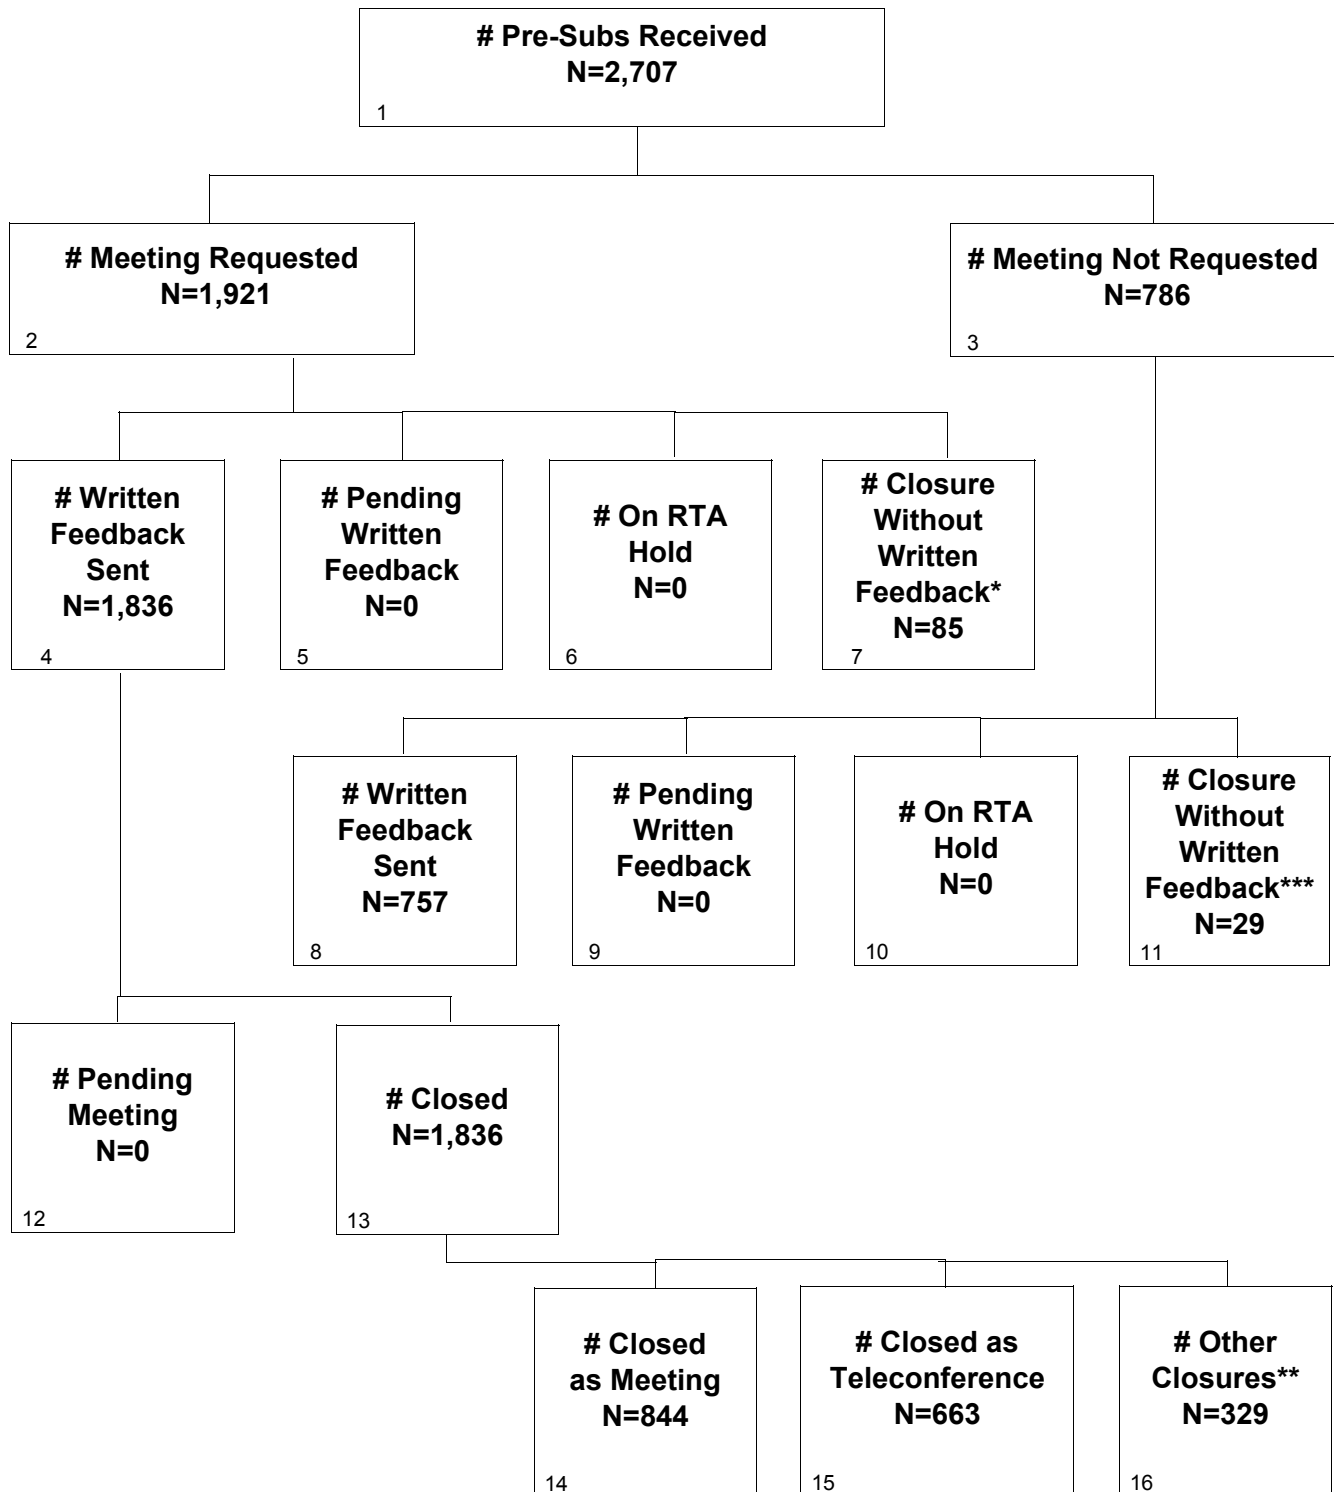 # Pre-Subs Received
N=2,707
1
# Meeting Requested
N=1,921
2
# Meeting Not Requested
N=786
3
# Written
Feedback
Sent
N=1,836
4
# Pending
Written
Feedback
N=0
5
# On RTA
Hold
N=0
6
# Closure
Without
Written
Feedback*
N=85
7
# Written
Feedback
Sent
N=757
8
# Pending
Written
Feedback
N=0
9
# On RTA
Hold
N=0
10
# Closure
Without
Written
Feedback***
N=29
11
# Pending
Meeting
N=0
12
# Closed
N=1,836
13
# Closed
as Meeting
N=844
14
# Closed as
Teleconference
N=663
15
# Other
Closures**
N=329
16